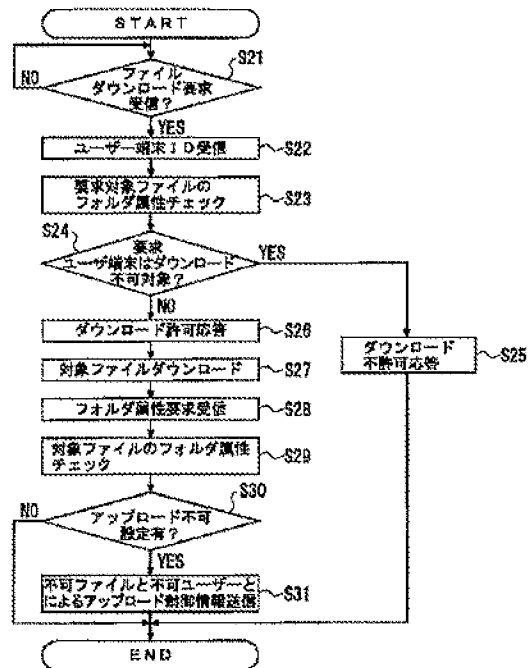 START
S21
ファイル
ダウンロード要求
受信？
NO
YES
ユーザー端末ID受信
S22
要求対象ファイルの
フォルダ属性チェック
S23
S24
要求
ユーザ端末はダウンロード
不可対象？
YES
NO
ダウンロード許可応答
S26
ダウンロード
不許可応答
S25
対象ファイルダウンロード
S27
フォルダ属性要求受信
S28
対象ファイルのフォルダ属性
チェック
S29
S30
NO
アップロード不可
設定有？
YES
不可ファイルと不可ユーザーと
によるアップロード制御情報送信
S31
END